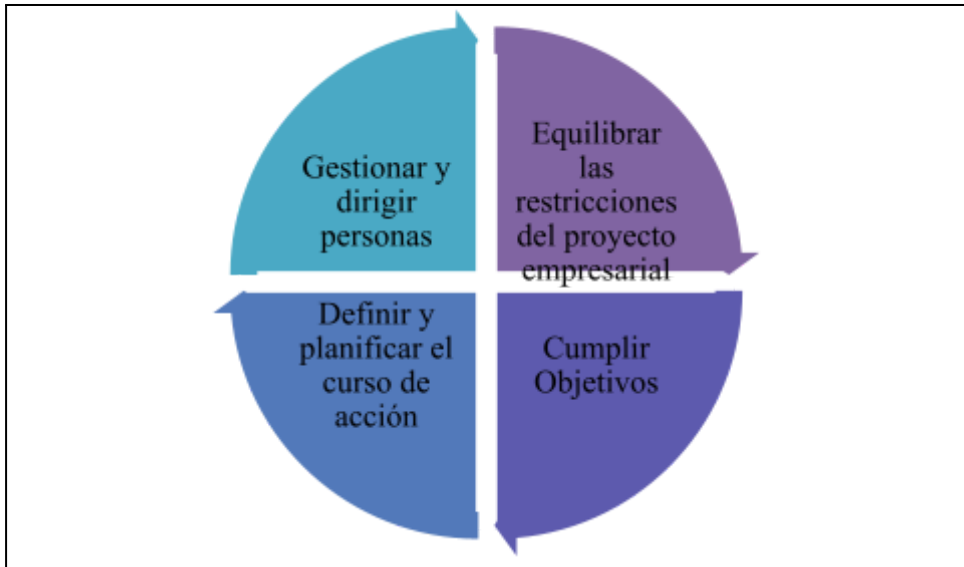 Gestionar y
dirigir
personas
Equilibrar
las
restricciones
del proyecto
empresarial
Definir y
planificar el
curso de
acción
Cumplir
Objetivos